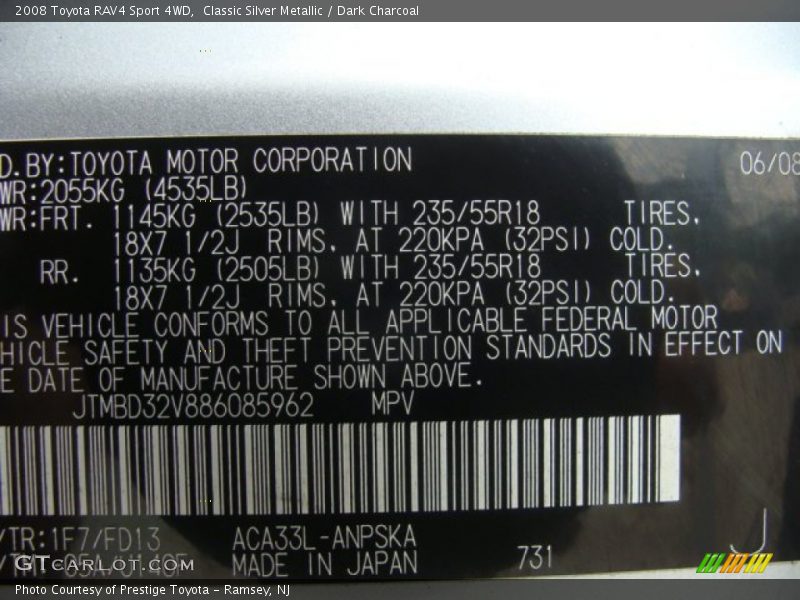 2008 Toyota RAV4 Sport 4WD,  Classic Silver Metallic / Dark Charcoal
D.BY:TOYOTA MOTOR CORPORATION 06/08
WR:2055KG (4535LB)
WR:FRT. 1145KG (2535LB) WITH 235/55R18 TIRES,
18X7 1/2J RIMS, AT 220KPA (32PSI) COLD.
RR. 1135KG (2505LB) WITH 235/55R18 TIRES,
18X7 1/2J RIMS, AT 220KPA (32PSI) COLD.
IS VEHICLE CONFORMS TO ALL APPLICABLE FEDERAL MOTOR
HICLE SAFETY AND THEFT PREVENTION STANDARDS IN EFFECT ON
E DATE OF MANUFACTURE SHOWN ABOVE.
JTMBD32V886085962 MPV
/TR:1F7/FD13 ACA33L-ANPSKA
MADE IN JAPAN 731
GTcarlot.com
Photo Courtesy of Prestige Toyota - Ramsey, NJ